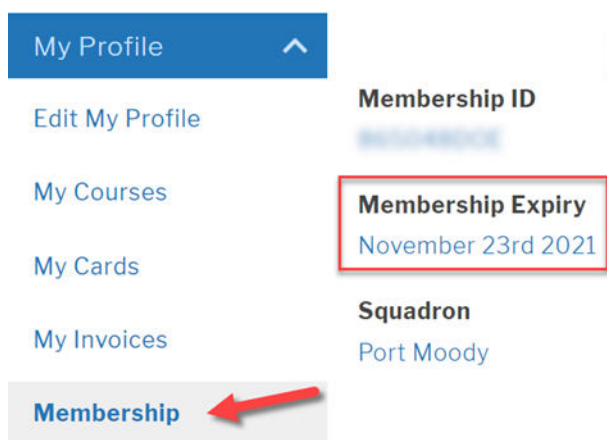 My Profile
Edit My Profile
My Courses
My Cards
My Invoices
Membership
Membership ID
Membership Expiry
November 23rd 2021
Squadron
Port Moody